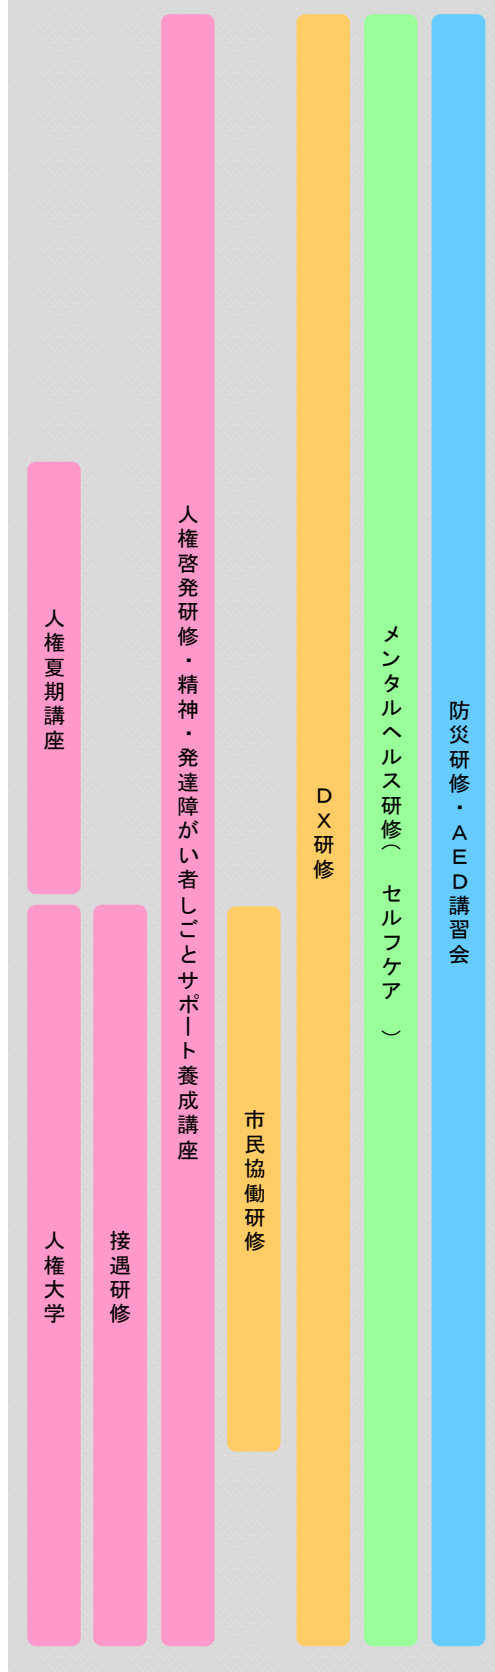 防災研修・AED講習会
メンタルヘルス研修（セルフケア）
DX研修
市民協働研修
人権啓発研修・精神・発達障がい者しごとサポート養成講座
接遇研修
人権夏期講座
人権大学